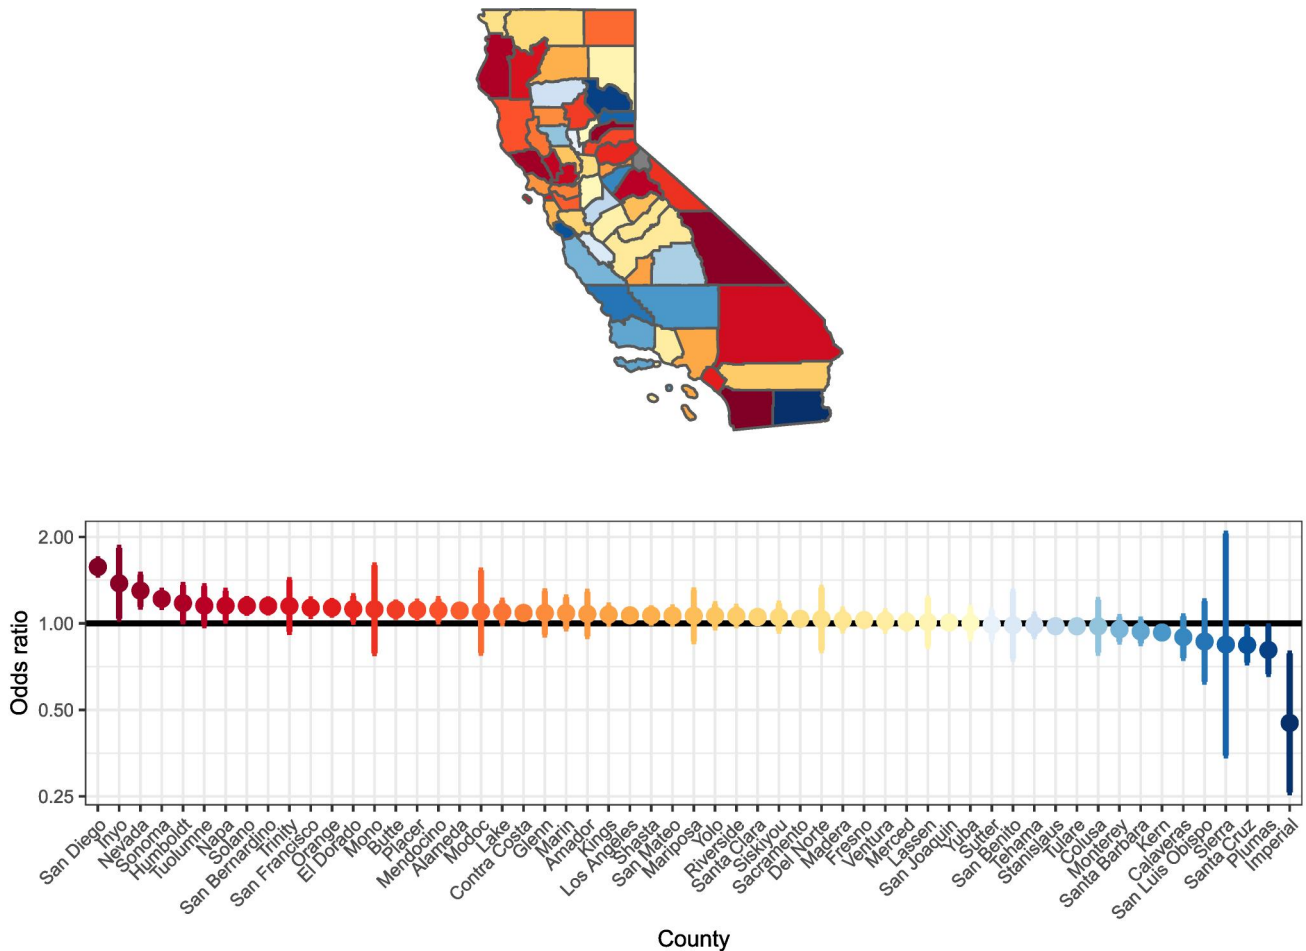 2.00
1.00
0.50
0.25
Odds ratio
San Diego
Inyo
Nevada
Sonoma
Humboldt
Tuolumne
Napa
Solano
San Bernardino
Trinity
San Francisco
Orange
El Dorado
Mono
Butte
Placer
Mendocino
Alameda
Modoc
Lake
Contra Costa
Glenn
Marin
Amador
Kings
Los Angeles
Shasta
San Mateo
Mariposa
Yolo
Riverside
Santa Clara
Siskiyou
Sacramento
Del Norte
Madera
Fresno
Ventura
Merced
Lassen
San Joaquin
Yuba
Sutter
San Benito
Tehama
Stanislaus
Tulare
Colusa
Monterey
Santa Barbara
Kern
Calaveras
San Luis Obispo
Sierra
Santa Cruz
Plumas
Imperial
County